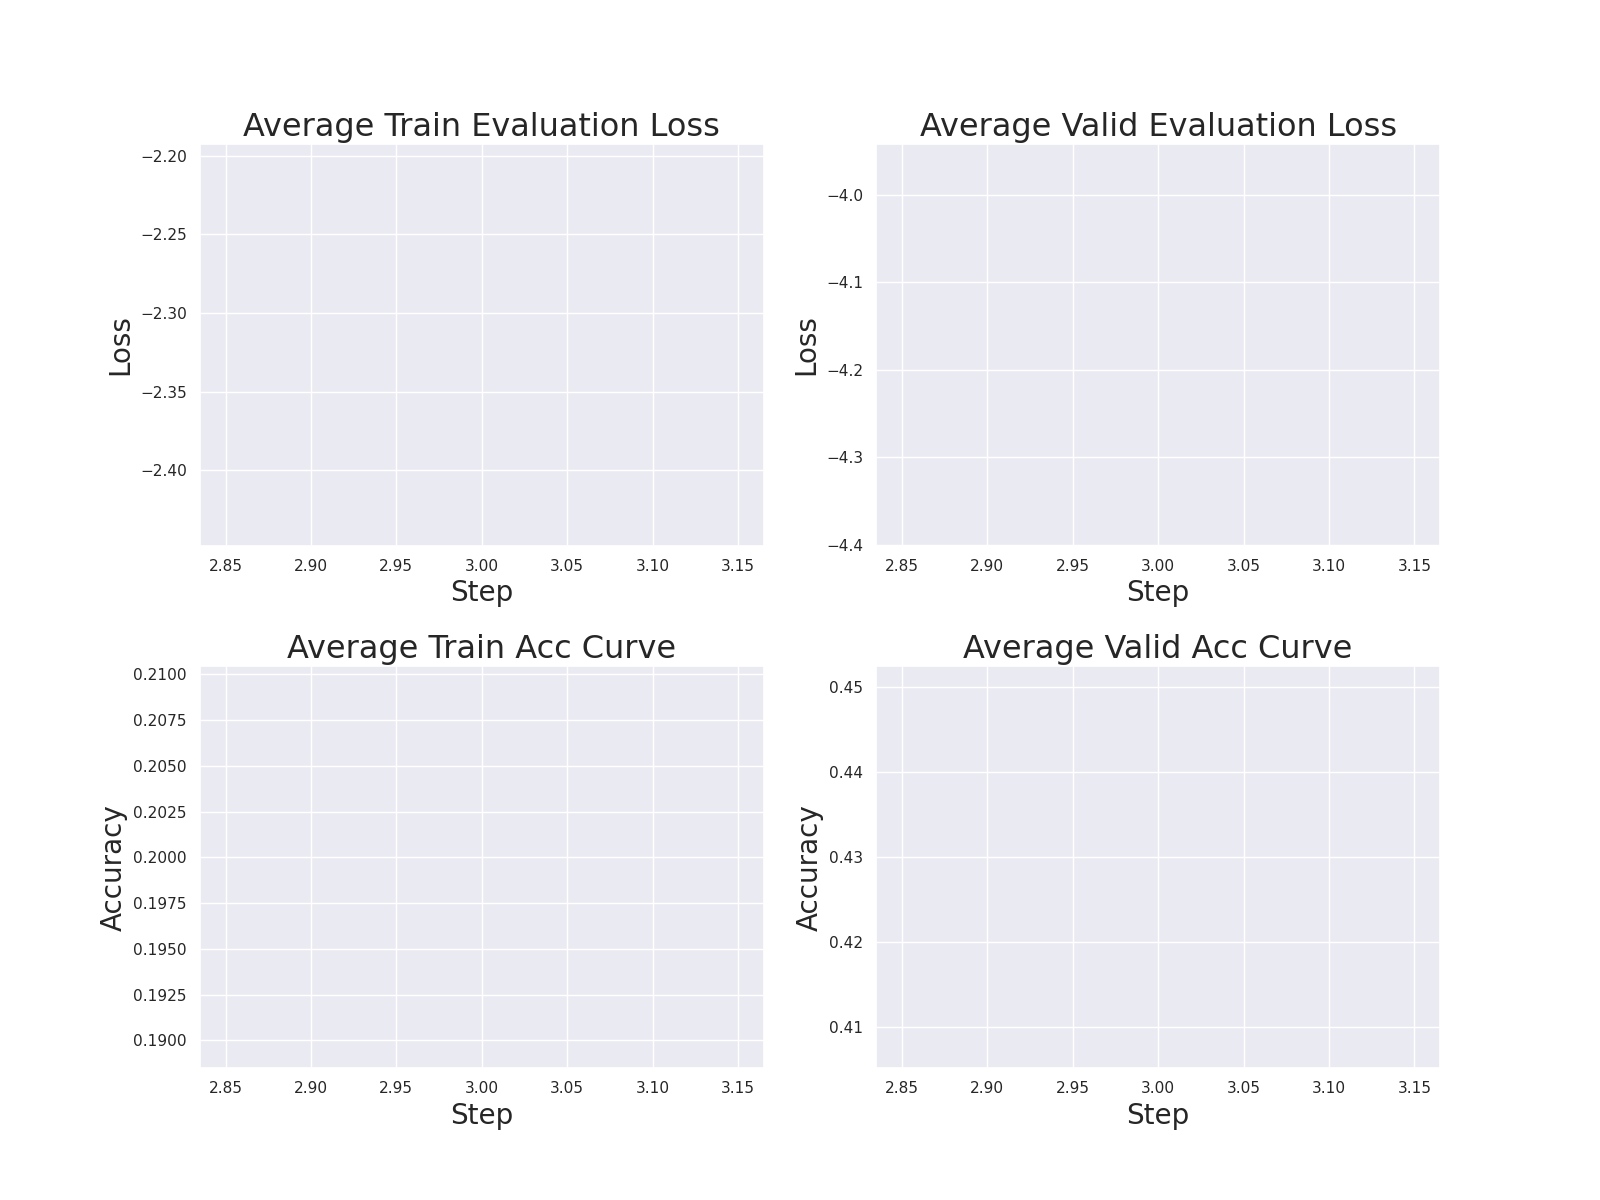 Average Train Evaluation Loss
−2.20
−2.25
−2.30
−2.35
−2.40
Loss
2.85 2.90 2.95 3.00 3.05 3.10 3.15
Step
Average Valid Evaluation Loss
−4.0
−4.1
−4.2
−4.3
−4.4
Loss
2.85 2.90 2.95 3.00 3.05 3.10 3.15
Step
Average Train Acc Curve
0.2100
0.2075
0.2050
0.2025
0.2000
0.1975
0.1950
0.1925
0.1900
Accuracy
2.85 2.90 2.95 3.00 3.05 3.10 3.15
Step
Average Valid Acc Curve
0.45
0.44
0.43
0.42
0.41
Accuracy
2.85 2.90 2.95 3.00 3.05 3.10 3.15
Step